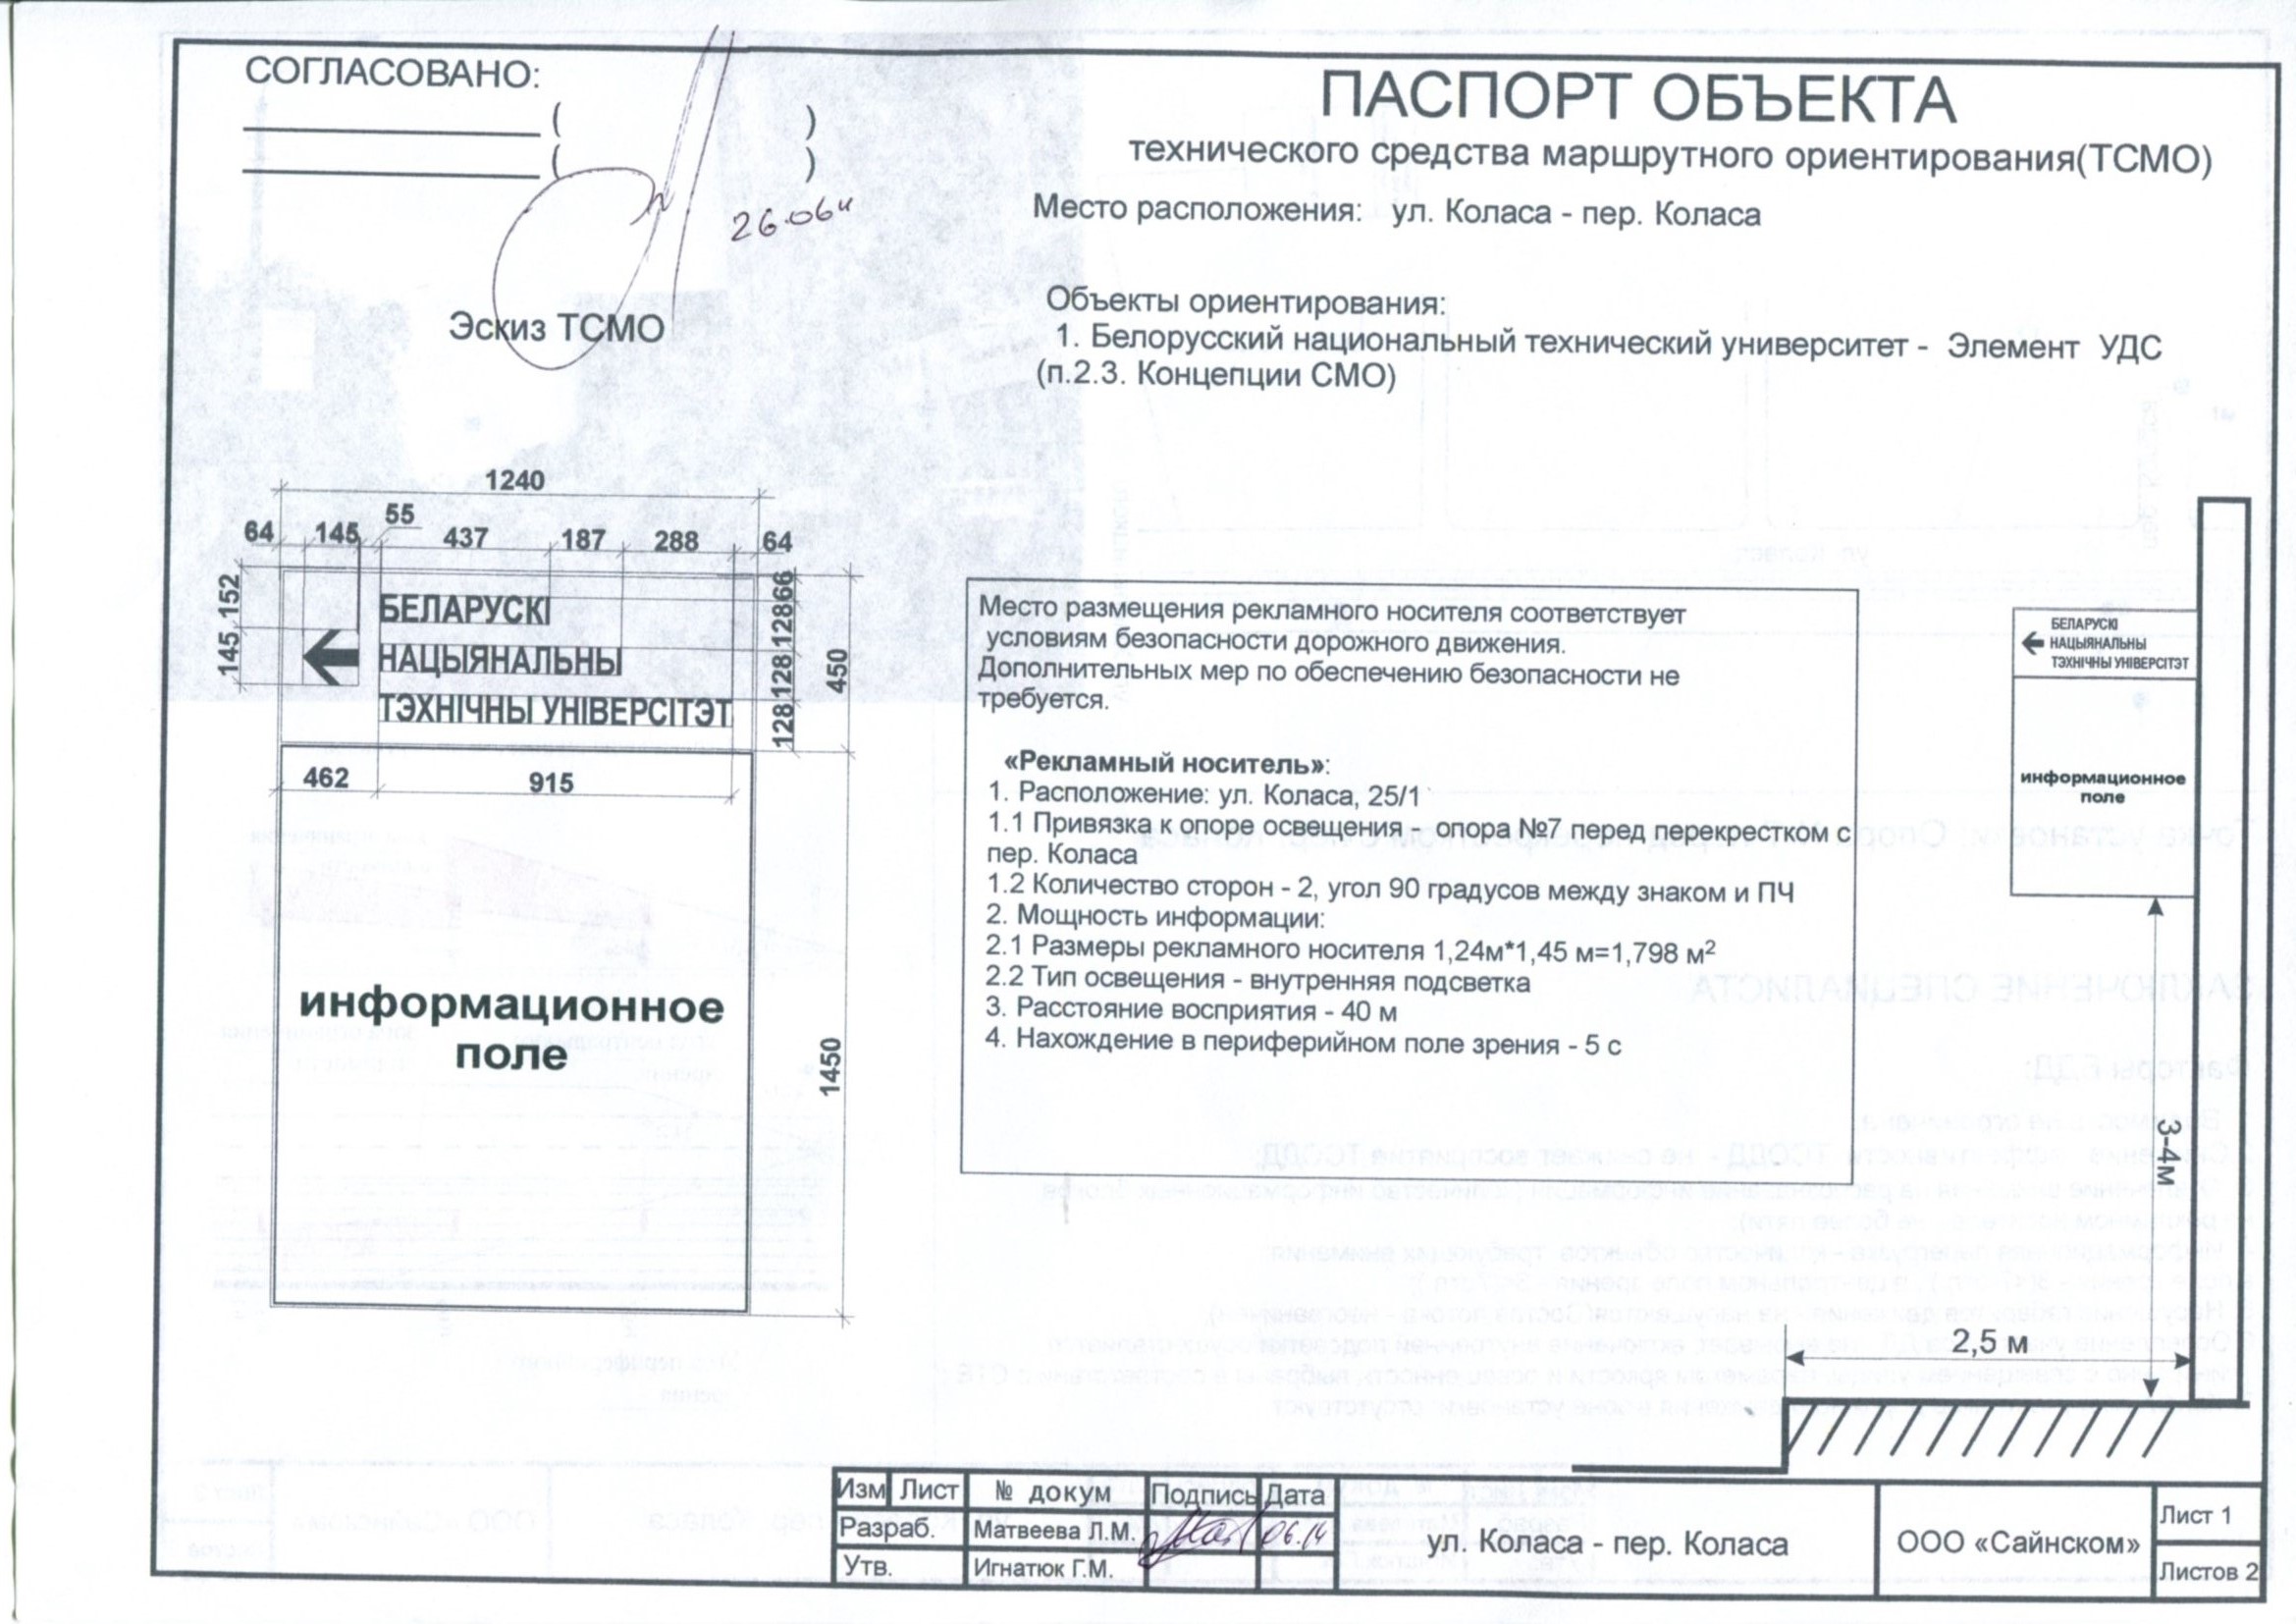 СОГЛАСОВАНО:
( )
( )
26.06
ПАСПОРТ ОБЪЕКТА
технического средства маршрутного ориентирования(ТСМО)
Место расположения: ул. Коласа - пер. Коласа
Объекты ориентирования:
1. Белорусский национальный технический университет - Элемент УДС
(п.2.3. Концепции СМО)
Эскиз ТСМО
1240
64 145 55 437 187 288 64
152
145
66
128
128
128
450
БЕЛАРУСКІ
НАЦЫЯНАЛЬНЫ
ТЭХНІЧНЫ УНІВЕРСІТЭТ
462 915
информационное
поле
1450
Место размещения рекламного носителя соответствует
условиям безопасности дорожного движения.
Дополнительных мер по обеспечению безопасности не
требуется.
«Рекламный носитель»:
1. Расположение: ул. Коласа, 25/1
1.1 Привязка к опоре освещения - опора №7 перед перекрестком с
пер. Коласа
1.2 Количество сторон - 2, угол 90 градусов между знаком и ПЧ
2. Мощность информации:
2.1 Размеры рекламного носителя 1,24м*1,45 м=1,798 м²
2.2 Тип освещения - внутренняя подсветка
3. Расстояние восприятия - 40 м
4. Нахождение в периферийном поле зрения - 5 с
БЕЛАРУСКІ
НАЦЫЯНАЛЬНЫ
ТЭХНІЧНЫ УНІВЕРСІТЭТ
информационное
поле
3-4м
2,5 м
Изм Лист № докум Подпись Дата
Разраб. Матвеева Л.М. 06.14
Утв. Игнатюк Г.М.
ул. Коласа - пер. Коласа
ООО «Сайнском»
Лист 1
Листов 2